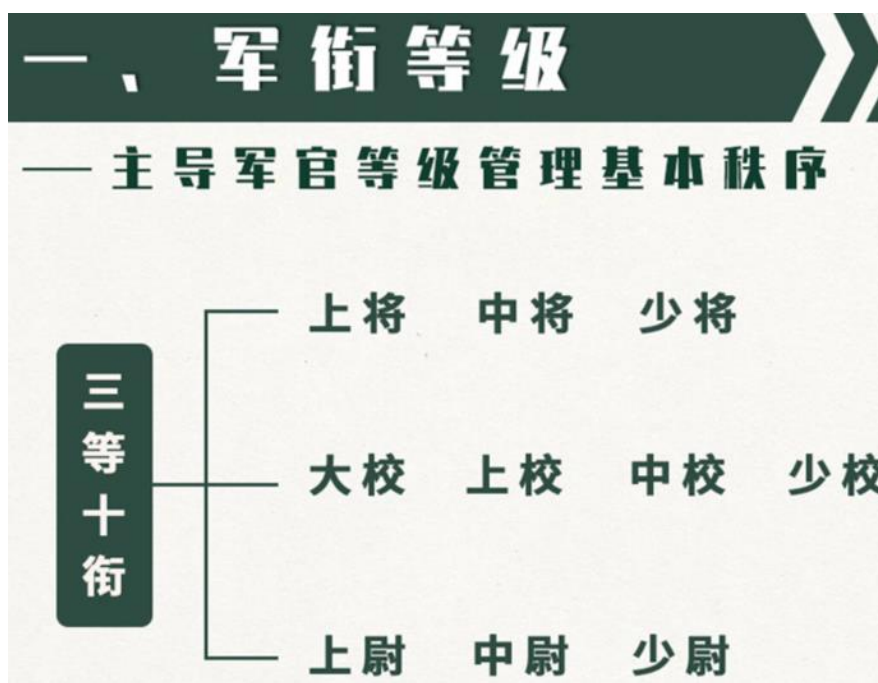 一、军衔等级
——主导军官等级管理基本秩序
上将 中将 少将
三等十衔
大校 上校 中校 少校
上尉 中尉 少尉